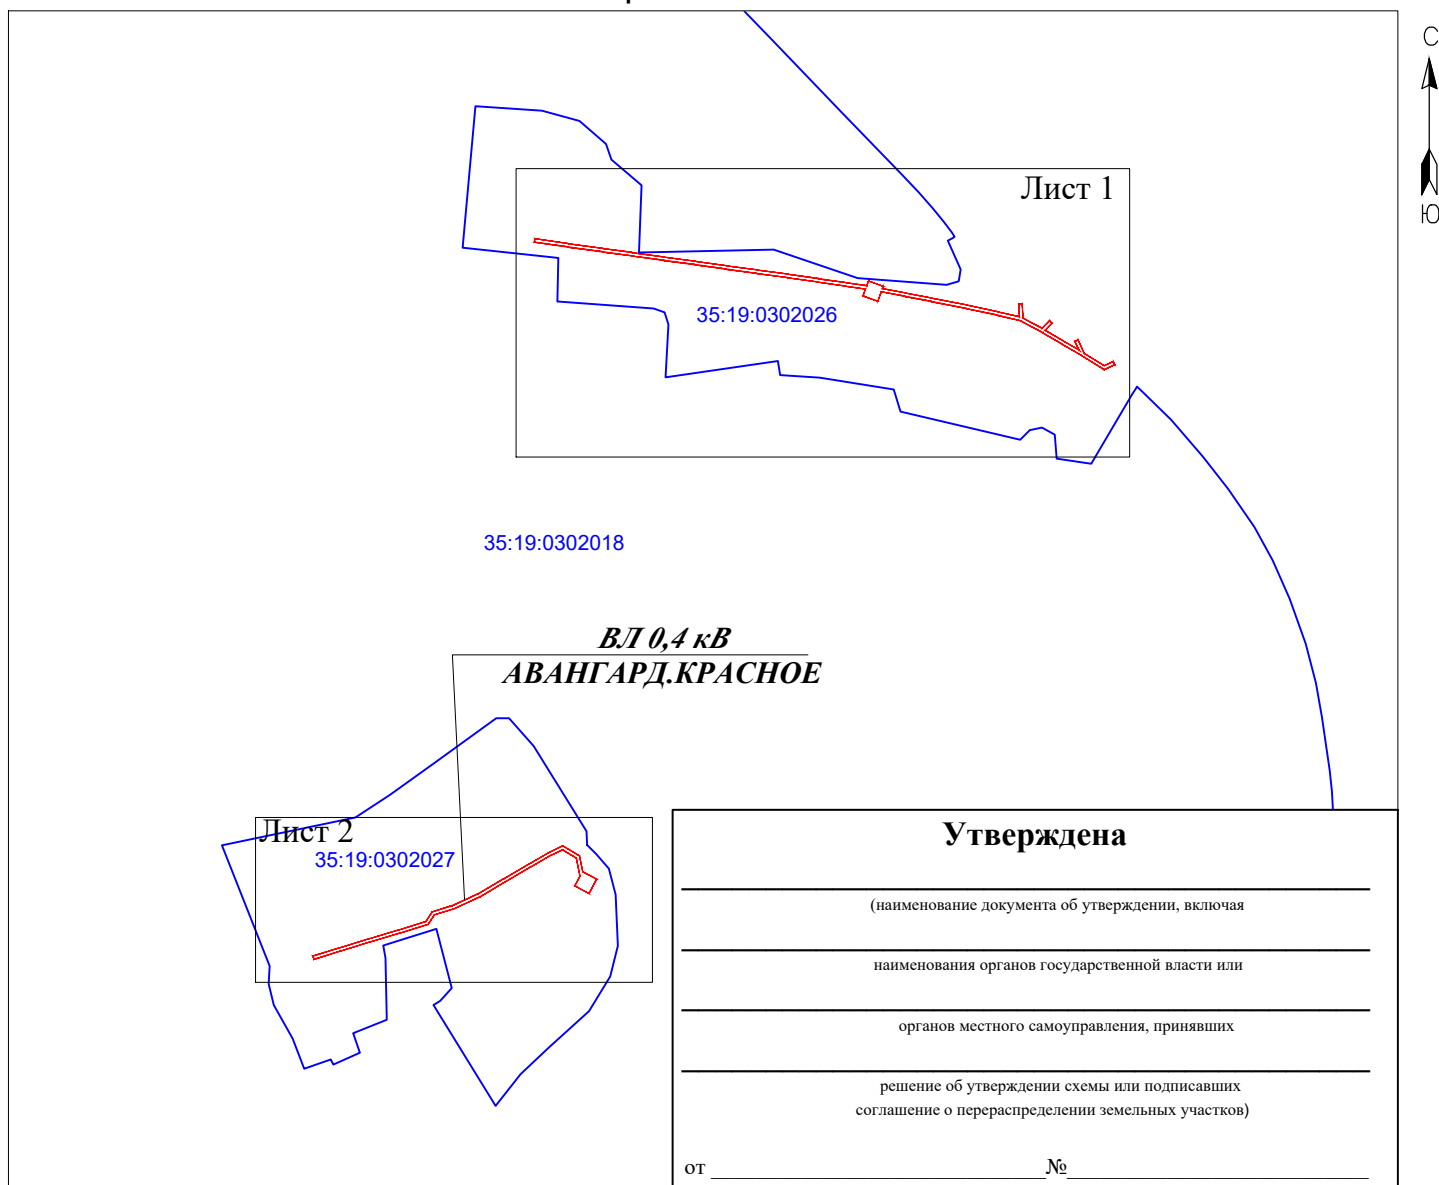 С
Лист 1
Ю
35:19:0302026
35:19:0302018
ВЛ 0,4 кВ
АВАНГАРД.КРАСНОЕ
Лист 2
35:19:0302027
Утверждена
(наименование документа об утверждении, включая
наименования органов государственной власти или
органов местного самоуправления, принявших
решение об утверждении схемы или подписавших
соглашение о перераспределении земельных участков)
от №